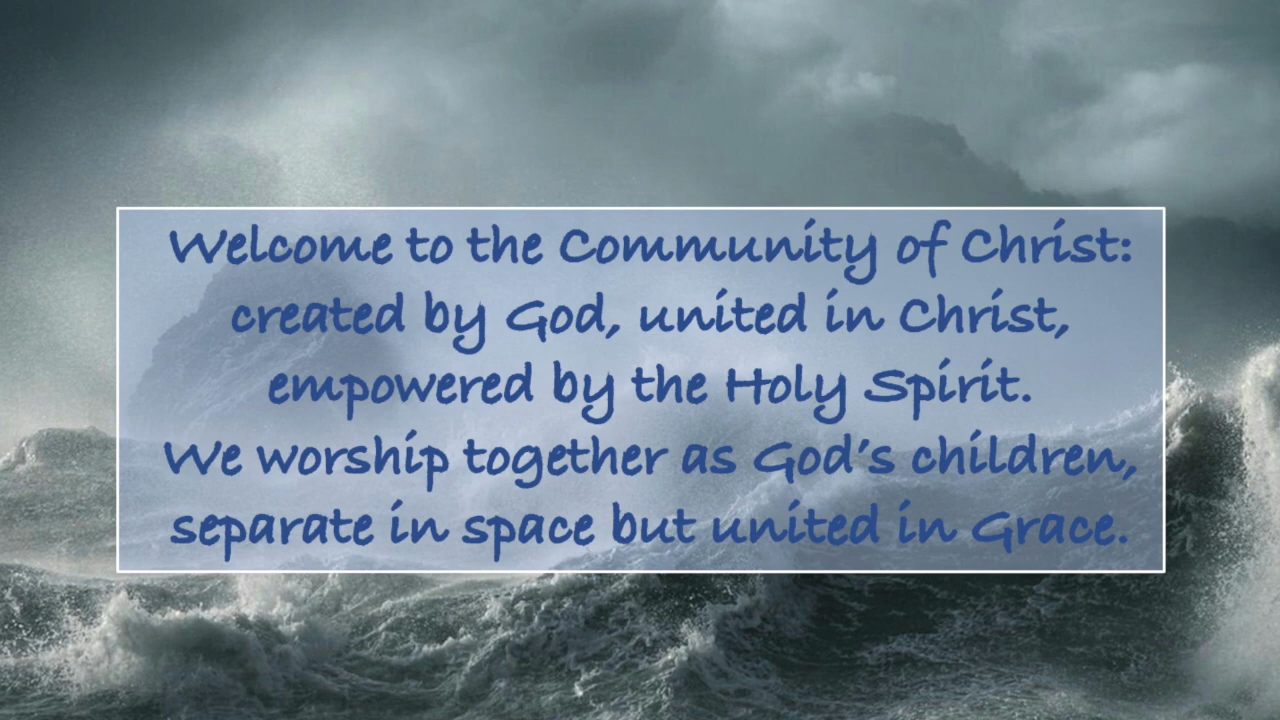 Welcome to the Community of Christ:
created by God, united in Christ,
empowered by the Holy Spirit.
We worship together as God's children,
separate in space but united in Grace.